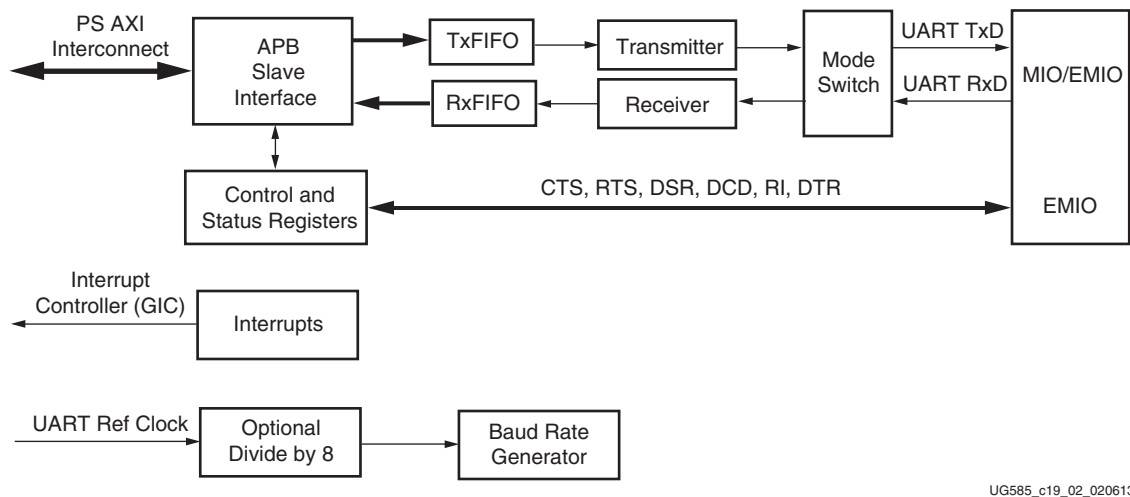 PS AXI
Interconnect
APB
Slave
Interface
TxFIFO
Transmitter
Mode
Switch
UART TxD
MIO/EMIO
RxFIFO
Receiver
UART RxD
Control and
Status Registers
CTS, RTS, DSR, DCD, RI, DTR
EMIO
Interrupt
Controller (GIC)
Interrupts
UART Ref Clock
Optional
Divide by 8
Baud Rate
Generator
UG585_c19_02_020613